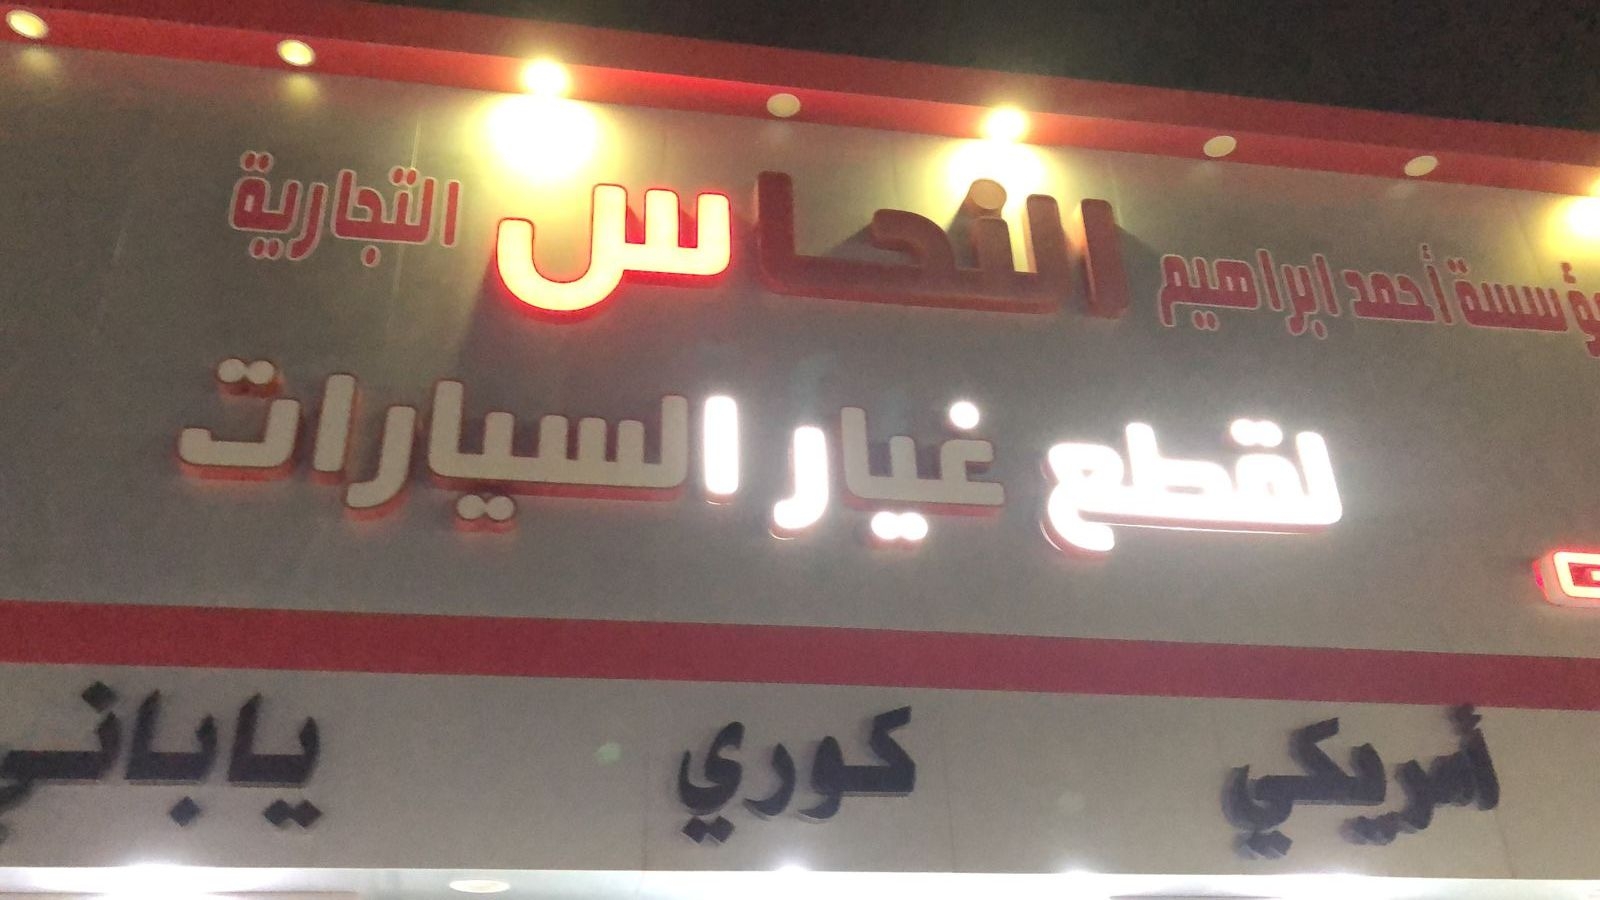 مؤسسة أحمد ابراهيم النحاس التجارية
لقطع غيار السيارات
أمريكي كوري ياباني